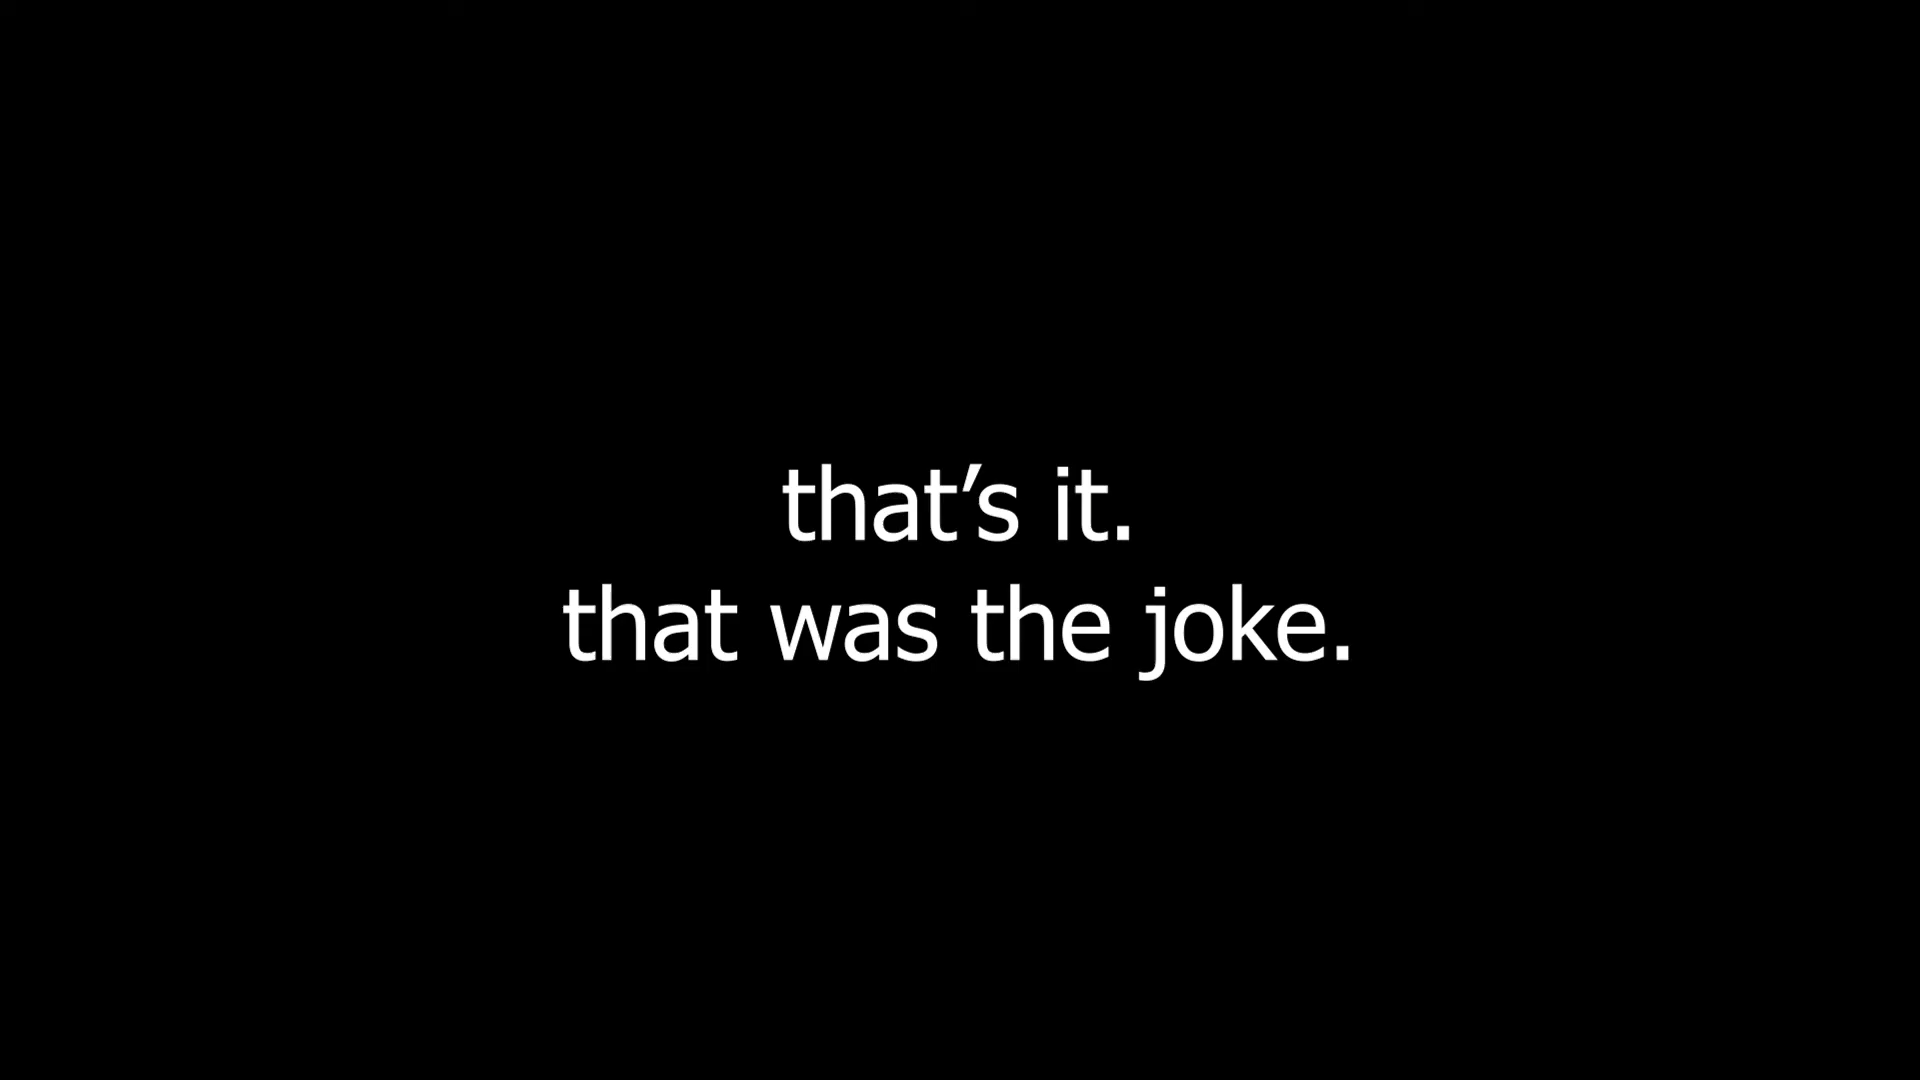 that’s it.
that was the joke.